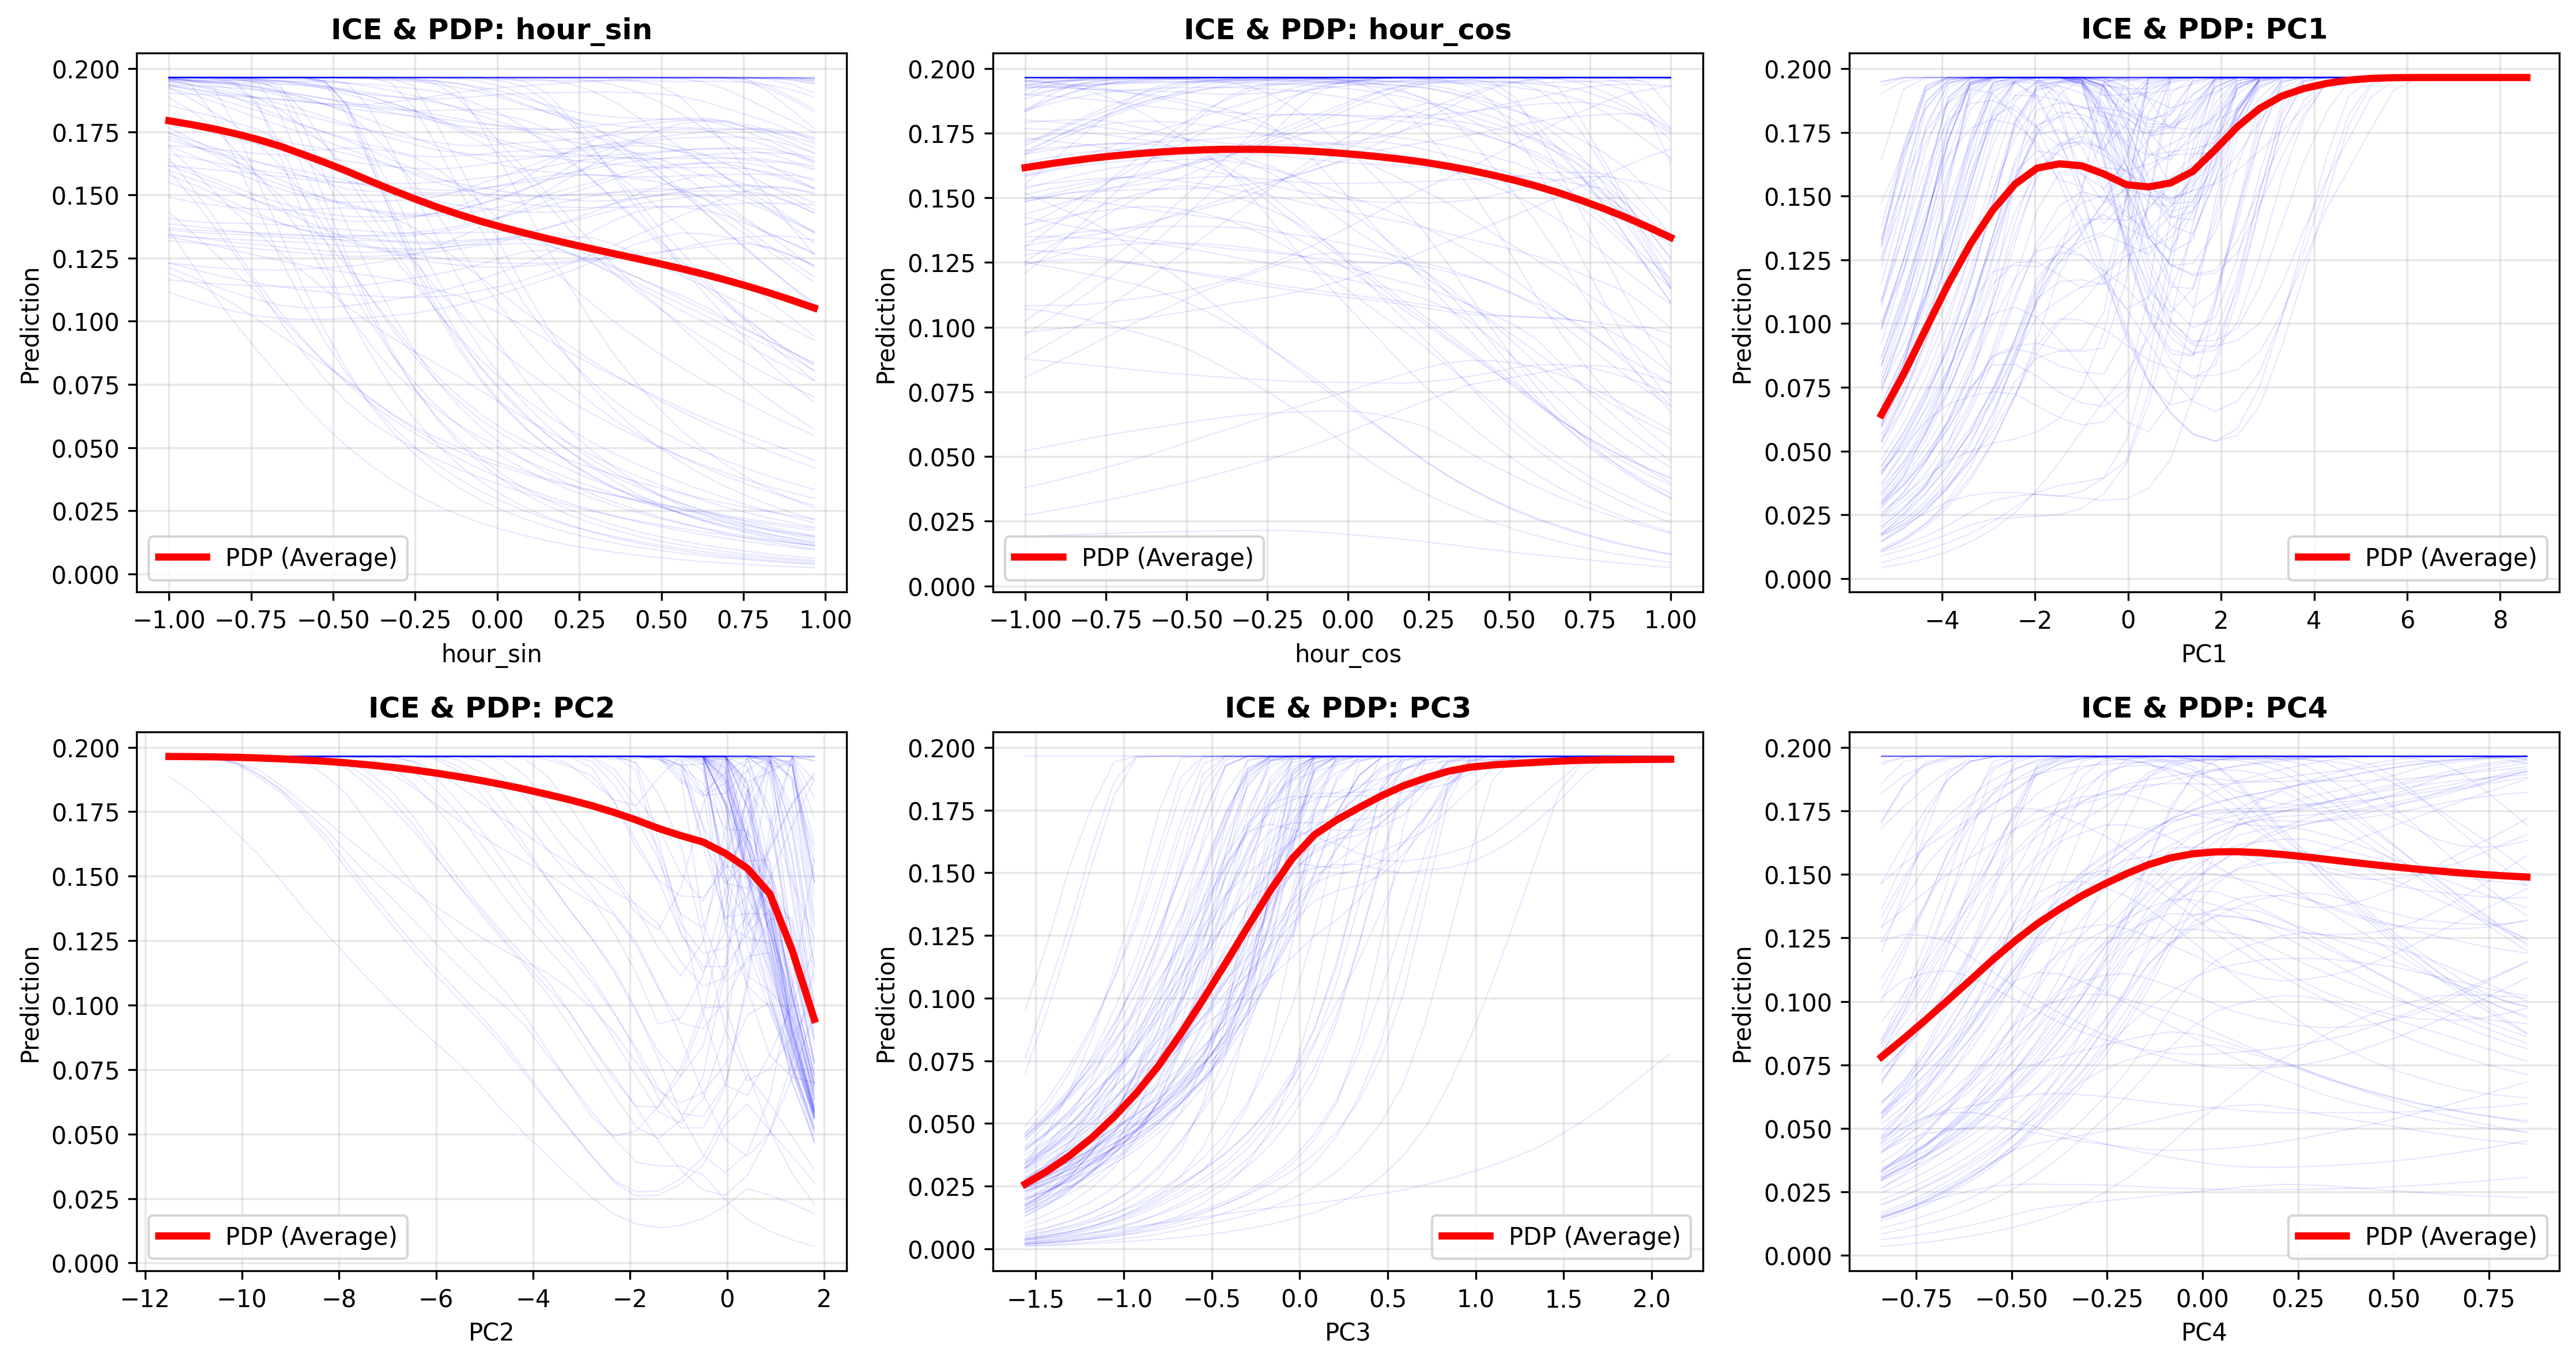 ICE & PDP: hour_sin
Prediction
0.200
0.175
0.150
0.125
0.100
0.075
0.050
0.025
0.000
PDP (Average)
−1.00 −0.75 −0.50 −0.25 0.00 0.25 0.50 0.75 1.00
hour_sin
ICE & PDP: hour_cos
Prediction
0.200
0.175
0.150
0.125
0.100
0.075
0.050
0.025
0.000
PDP (Average)
−1.00 −0.75 −0.50 −0.25 0.00 0.25 0.50 0.75 1.00
hour_cos
ICE & PDP: PC1
Prediction
0.200
0.175
0.150
0.125
0.100
0.075
0.050
0.025
0.000
PDP (Average)
−4 −2 0 2 4 6 8
PC1
ICE & PDP: PC2
Prediction
0.200
0.175
0.150
0.125
0.100
0.075
0.050
0.025
0.000
PDP (Average)
−12 −10 −8 −6 −4 −2 0 2
PC2
ICE & PDP: PC3
Prediction
0.200
0.175
0.150
0.125
0.100
0.075
0.050
0.025
0.000
PDP (Average)
−1.5 −1.0 −0.5 0.0 0.5 1.0 1.5 2.0
PC3
ICE & PDP: PC4
Prediction
0.200
0.175
0.150
0.125
0.100
0.075
0.050
0.025
0.000
PDP (Average)
−0.75 −0.50 −0.25 0.00 0.25 0.50 0.75
PC4